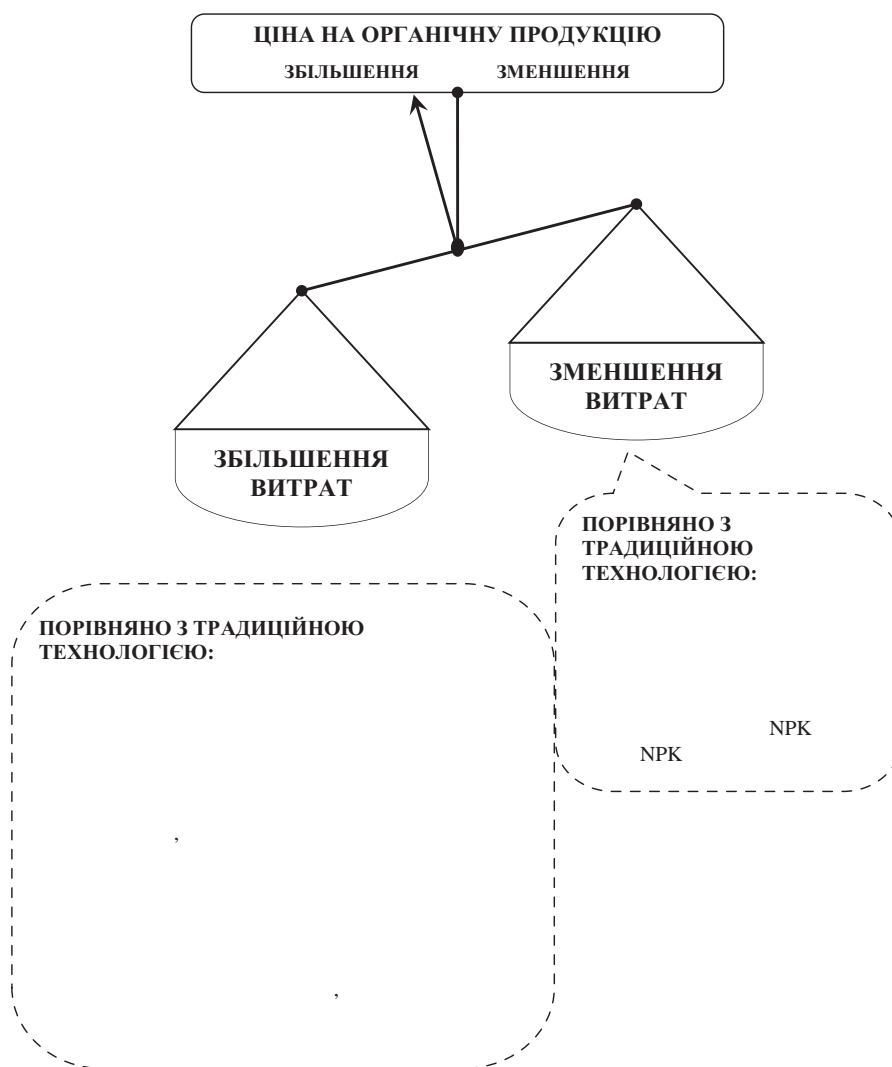 ЦІНА НА ОРГАНІЧНУ ПРОДУКЦІЮ
ЗБІЛЬШЕННЯ ЗМЕНШЕННЯ
ЗМЕНШЕННЯ
ВИТРАТ
ЗБІЛЬШЕННЯ
ВИТРАТ
ПОРІВНЯНО З
ТРАДИЦІЙНОЮ
ТЕХНОЛОГІЄЮ:
NPK
NPK
ПОРІВНЯНО З ТРАДИЦІЙНОЮ
ТЕХНОЛОГІЄЮ:
,
,